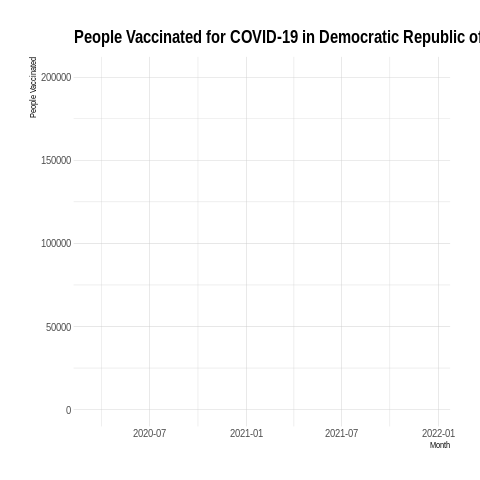 People Vaccinated for COVID-19 in Democratic Republic of
People Vaccinated
200000
150000
100000
50000
0
2020-07 2021-01 2021-07 2022-01
Month